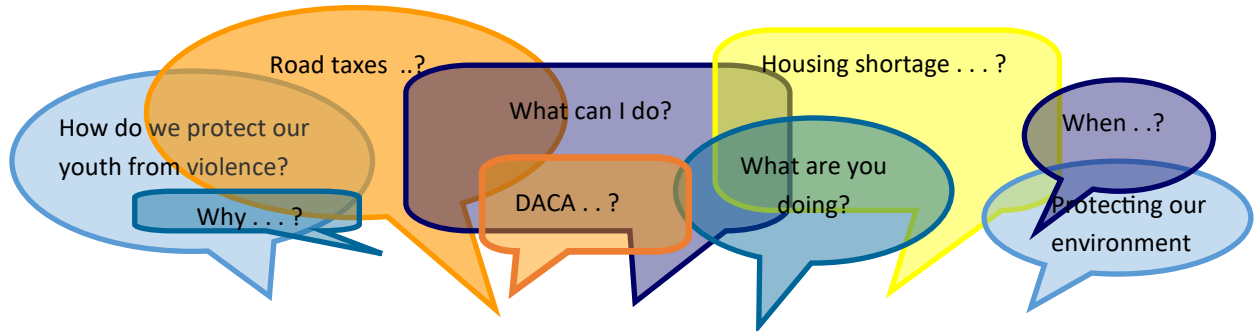 Road taxes ..?
How do we protect our
youth from violence?
Why . . . ?
What can I do?
DACA . . ?
Housing shortage . . . ?
What are you
doing?
When . .?
Protecting our
environment